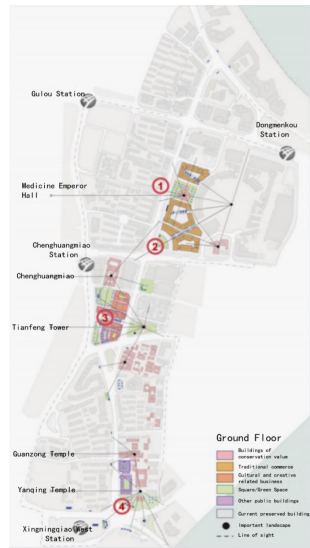 Gulou Station
Dongmenkou
Station
1
Medicine Emperor
Hall
2
Chenghuangmiao
Station
Chenghuangmiao
3
Tianfeng Tower
Guanzong Temple
Yanqing Temple
4
Xingningqiao West
Station
Ground Floor
Buildings of
conservation value
Traditional commerce
Cultural and creative
related business
Square/Green Space
Other public buildings
Current preserved building
Important landscape
Line of sight